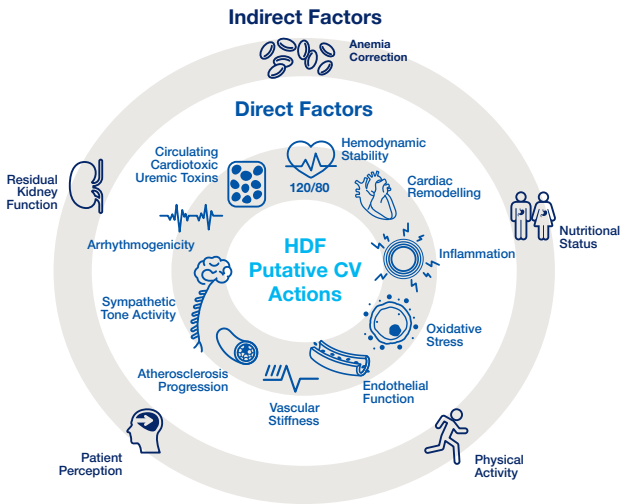 Indirect Factors
Anemia
Correction
Direct Factors
Hemodynamic
Stability
120/80
Circulating
Cardiotoxic
Uremic Toxins
Cardiac
Remodelling
Residual
Kidney
Function
Nutritional
Status
Arrhythmogenicity
HDF
Putative CV
Actions
Inflammation
Sympathetic
Tone Activity
Oxidative
Stress
Atherosclerosis
Progression
Endothelial
Function
Vascular
Stiffness
Patient
Perception
Physical
Activity